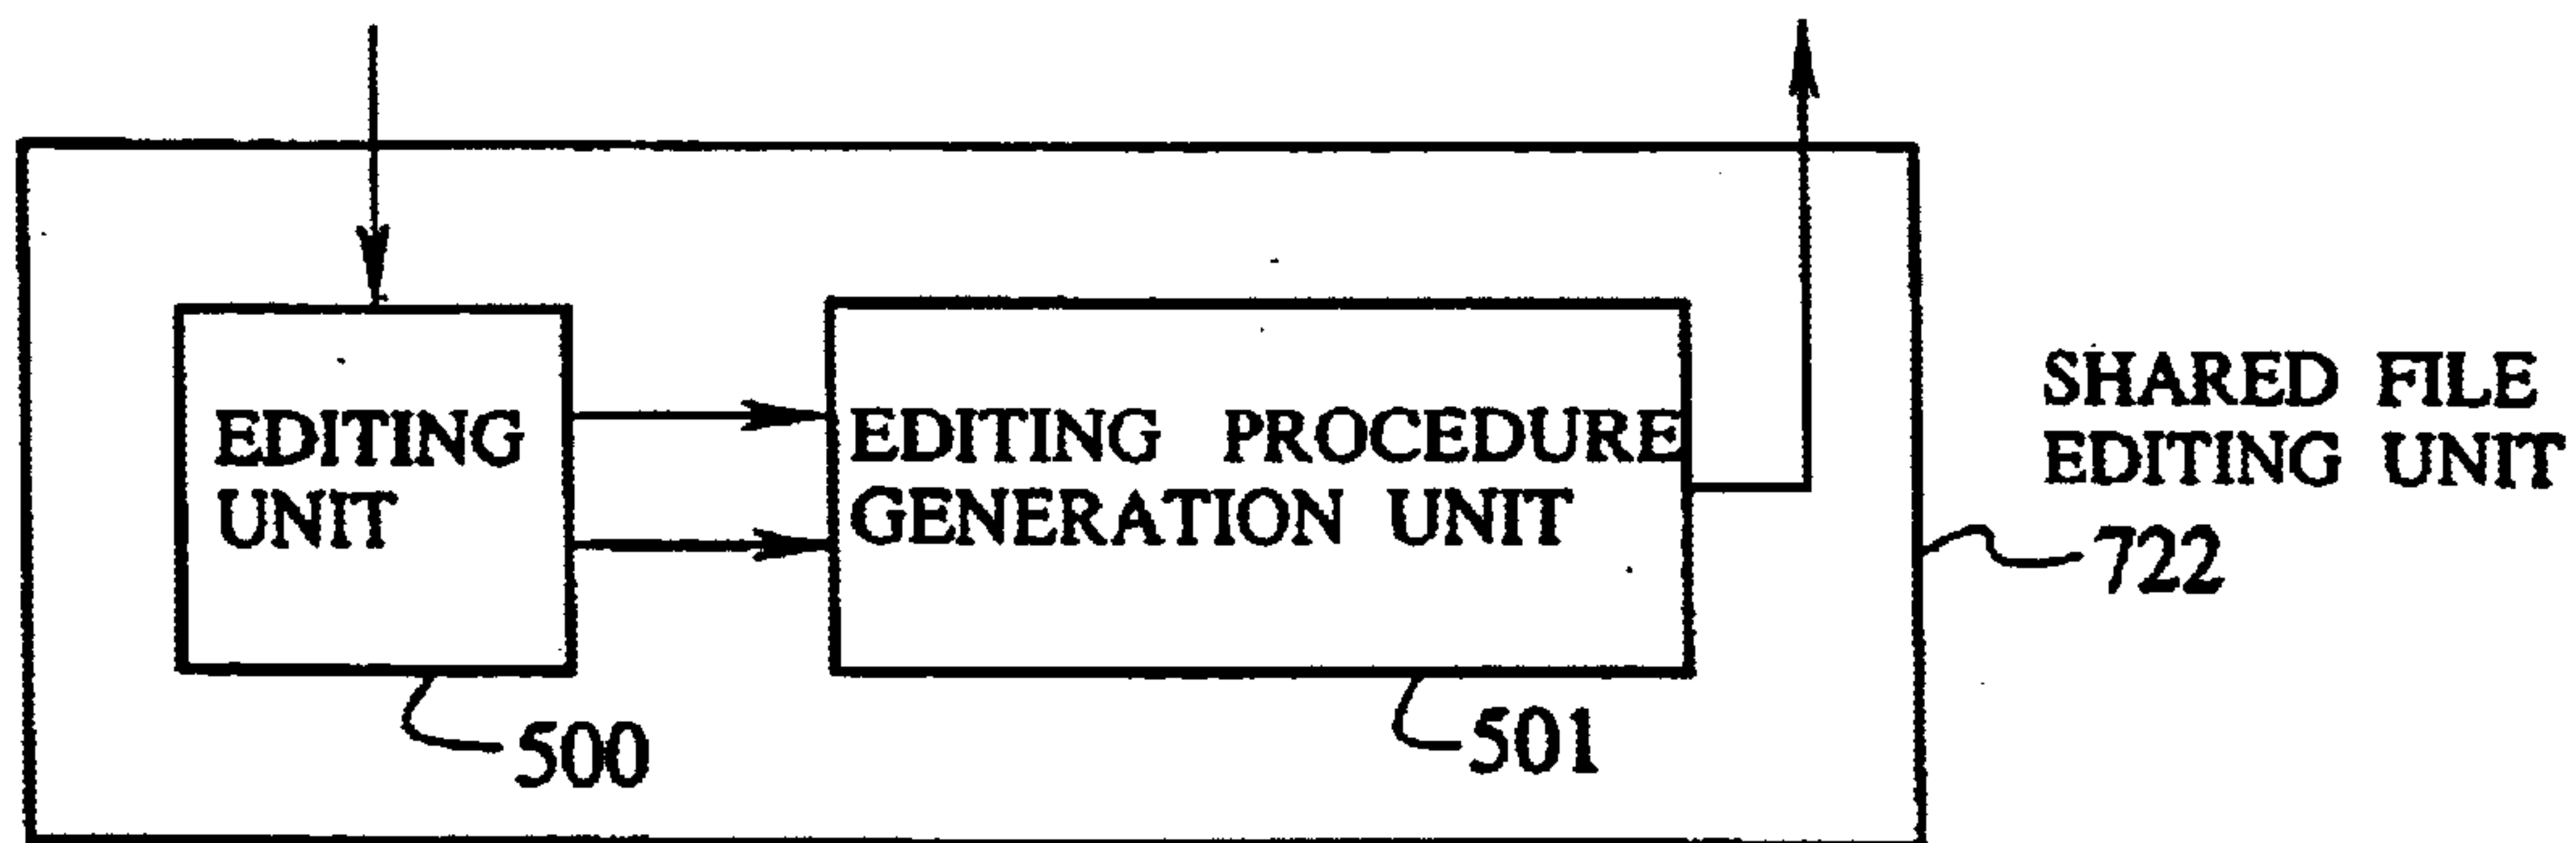 EDITING
UNIT
500
EDITING PROCEDURE
GENERATION UNIT
501
SHARED FILE
EDITING UNIT
722